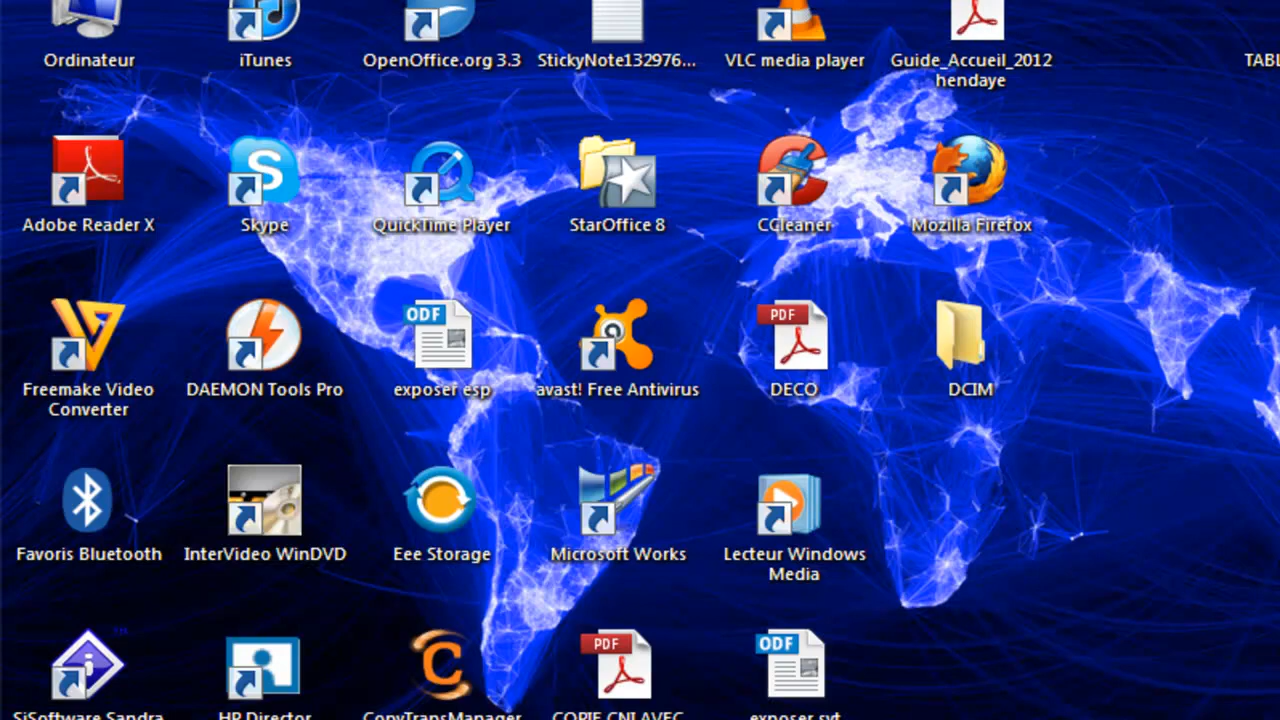 Ordinateur
iTunes
OpenOffice.org 3.3
StickyNote132976...
VLC media player
Guide_Accueil_2012
hendaye
TABL
Adobe Reader X
Skype
QuickTime Player
StarOffice 8
CCleaner
Mozilla Firefox
ODF
PDF
Freemake Video
Converter
DAEMON Tools Pro
exposer esp
avast! Free Antivirus
DECO
DCIM
Favoris Bluetooth
InterVideo WinDVD
Eee Storage
Microsoft Works
Lecteur Windows
Media
PDF
ODF
SiSoftware Sandra
HP Director
CopyTransManager
COPIE CNI AVEC
exposer svt